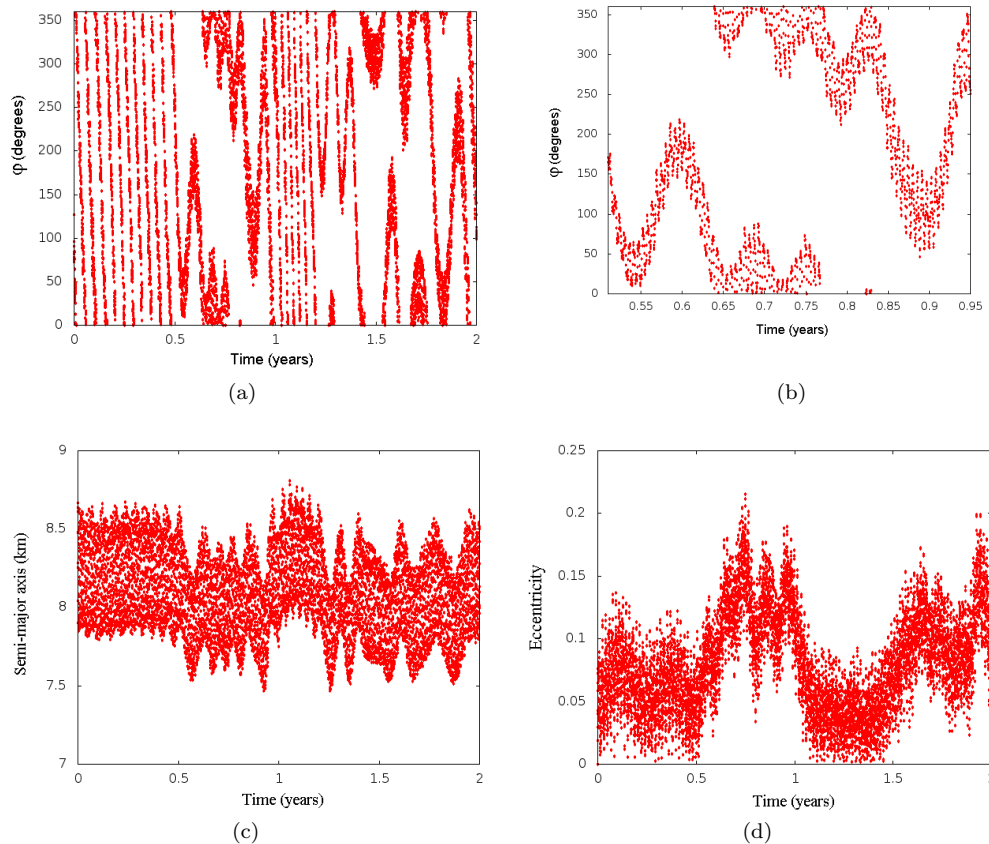 350
300
250
200
150
100
50
0
φ (degrees)
0 0.5 1 1.5 2
Time (years)
(a)
350
300
250
200
150
100
50
0
φ (degrees)
0.55 0.6 0.65 0.7 0.75 0.8 0.85 0.9 0.95
Time (years)
(b)
9
8.5
8
7.5
7
Semi-major axis (km)
0 0.5 1 1.5 2
Time (years)
(c)
0.25
0.2
0.15
0.1
0.05
0
Eccentricity
0 0.5 1 1.5
Time (years)
(d)